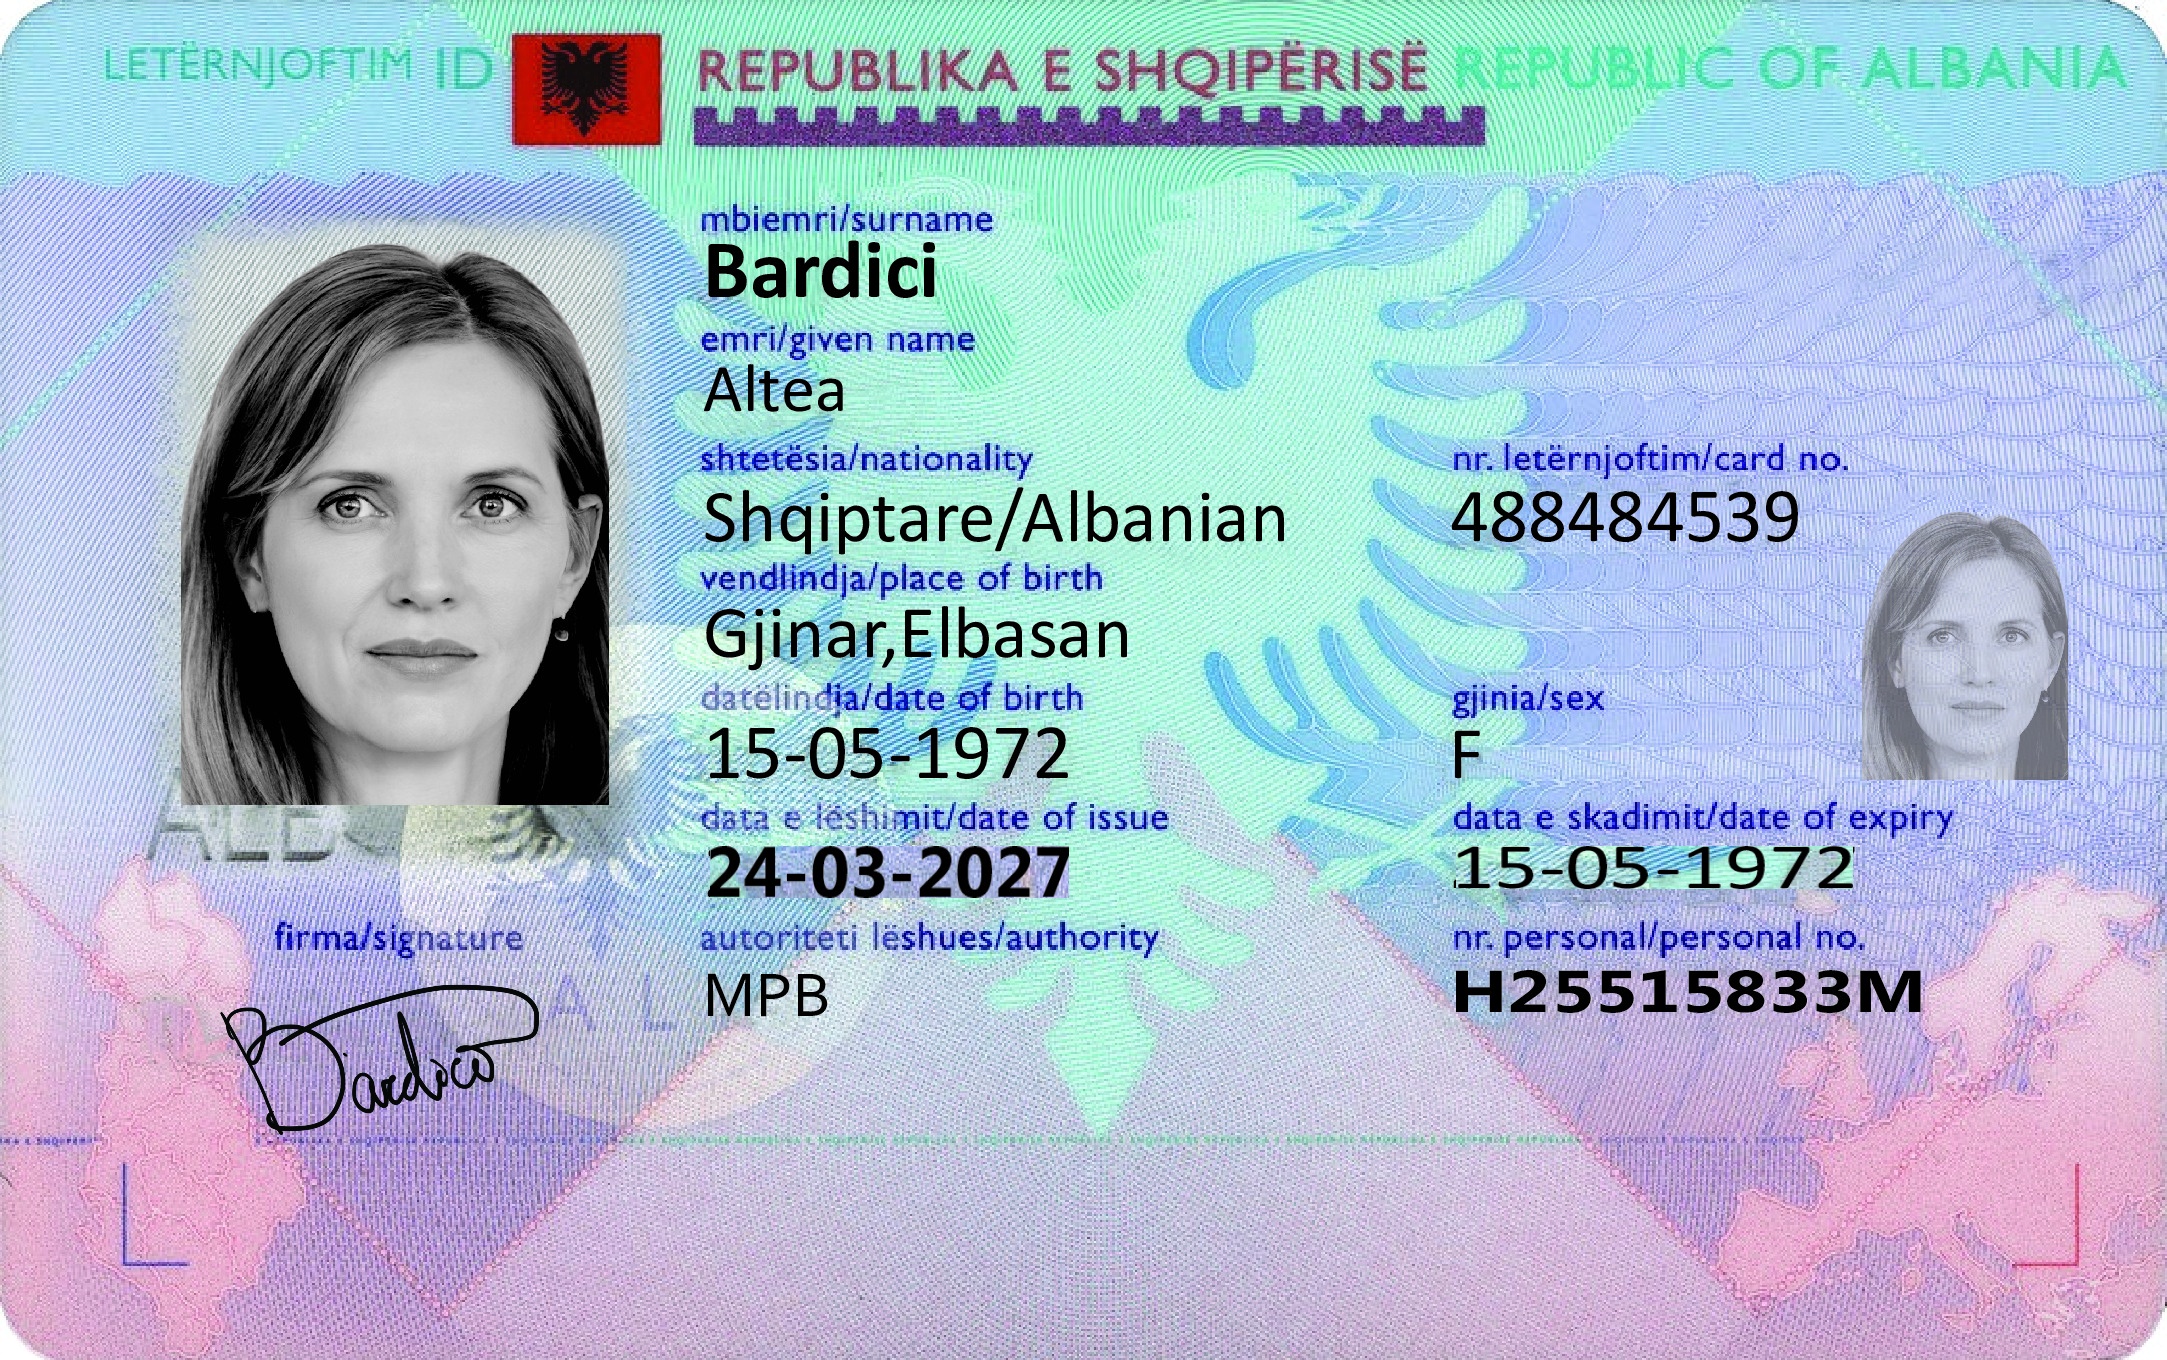 LETËRNJOFTIM ID REPUBLIKA E SHQIPËRISË REPUBLIC OF ALBANIA
mbiemri/surname
Bardici
emri/given name
Altea
shtetësia/nationality nr. letërnjoftim/card no.
Shqiptare/Albanian 488484539
vendlindja/place of birth
Gjinar,Elbasan
datëlindja/date of birth gjinia/sex
15-05-1972 F
data e lëshimit/date of issue data e skadimit/date of expiry
ALB 24-03-2027 15-05-1972
firma/signature autoriteti lëshues/authority nr. personal/personal no.
Bardici A L MPB H25515833M